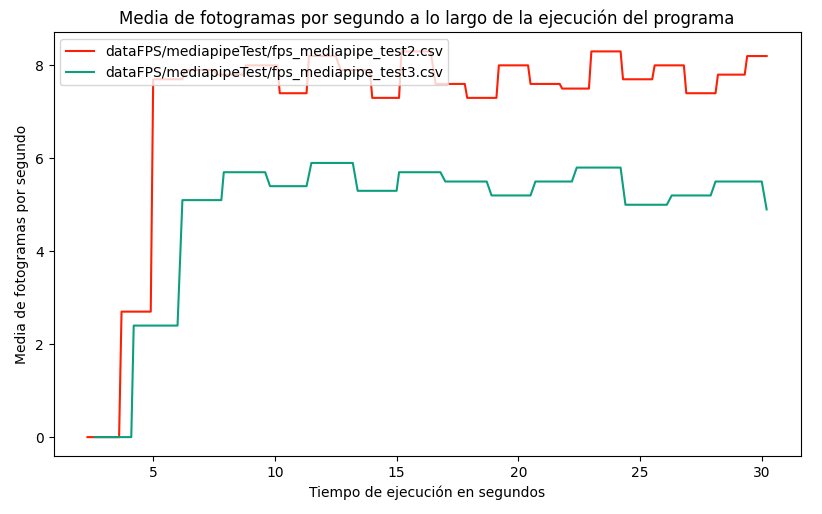 Media de fotogramas por segundo a lo largo de la ejecución del programa
dataFPS/mediapipeTest/fps_mediapipe_test2.csv
dataFPS/mediapipeTest/fps_mediapipe_test3.csv
Media de fotogramas por segundo
8
6
4
2
0
5 10 15 20 25 30
Tiempo de ejecución en segundos